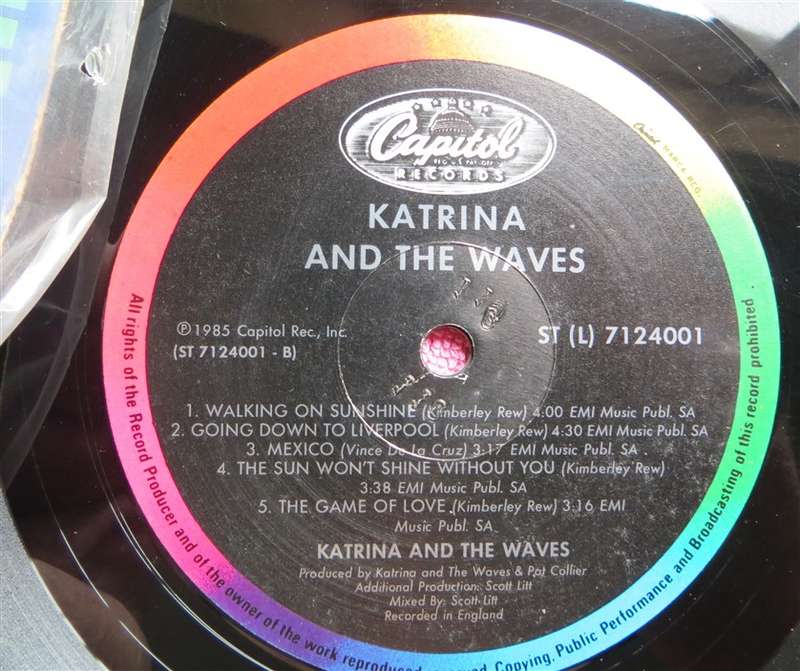 Capitol
RECORDS
KATRINA
AND THE WAVES
℗1985 Capitol Rec., Inc.
(ST 7124001 - B)
ST (L) 7124001
1. WALKING ON SUNSHINE (Kimberley Rew) 4:00 EMI Music Publ. SA
2. GOING DOWN TO LIVERPOOL (Kimberley Rew) 4:30 EMI Music Publ. SA
3. MEXICO (Vince De La Cruz) 3:17 EMI Music Publ. SA
4. THE SUN WON'T SHINE WITHOUT YOU (Kimberley Rew)
3:38 EMI Music Publ. SA
5. THE GAME OF LOVE (Kimberley Rew) 3:16 EMI
Music Publ. SA
KATRINA AND THE WAVES
Produced by Katrina and The Waves & Pat Collier
Additional Production: Scott Litt
Mixed By: Scott Litt
Recorded in England
Capitol MARCA REG.
All rights of the Record Producer and of the owner of the work reproduced Copying, Public Performance and Broadcasting of this record prohibited.